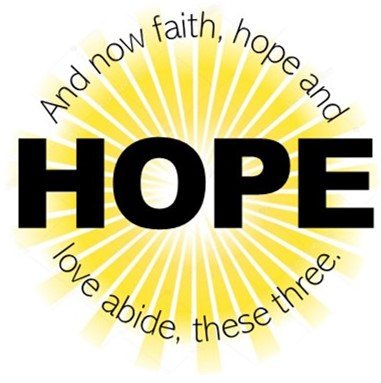 And now faith, hope and
HOPE
love abide, these three.